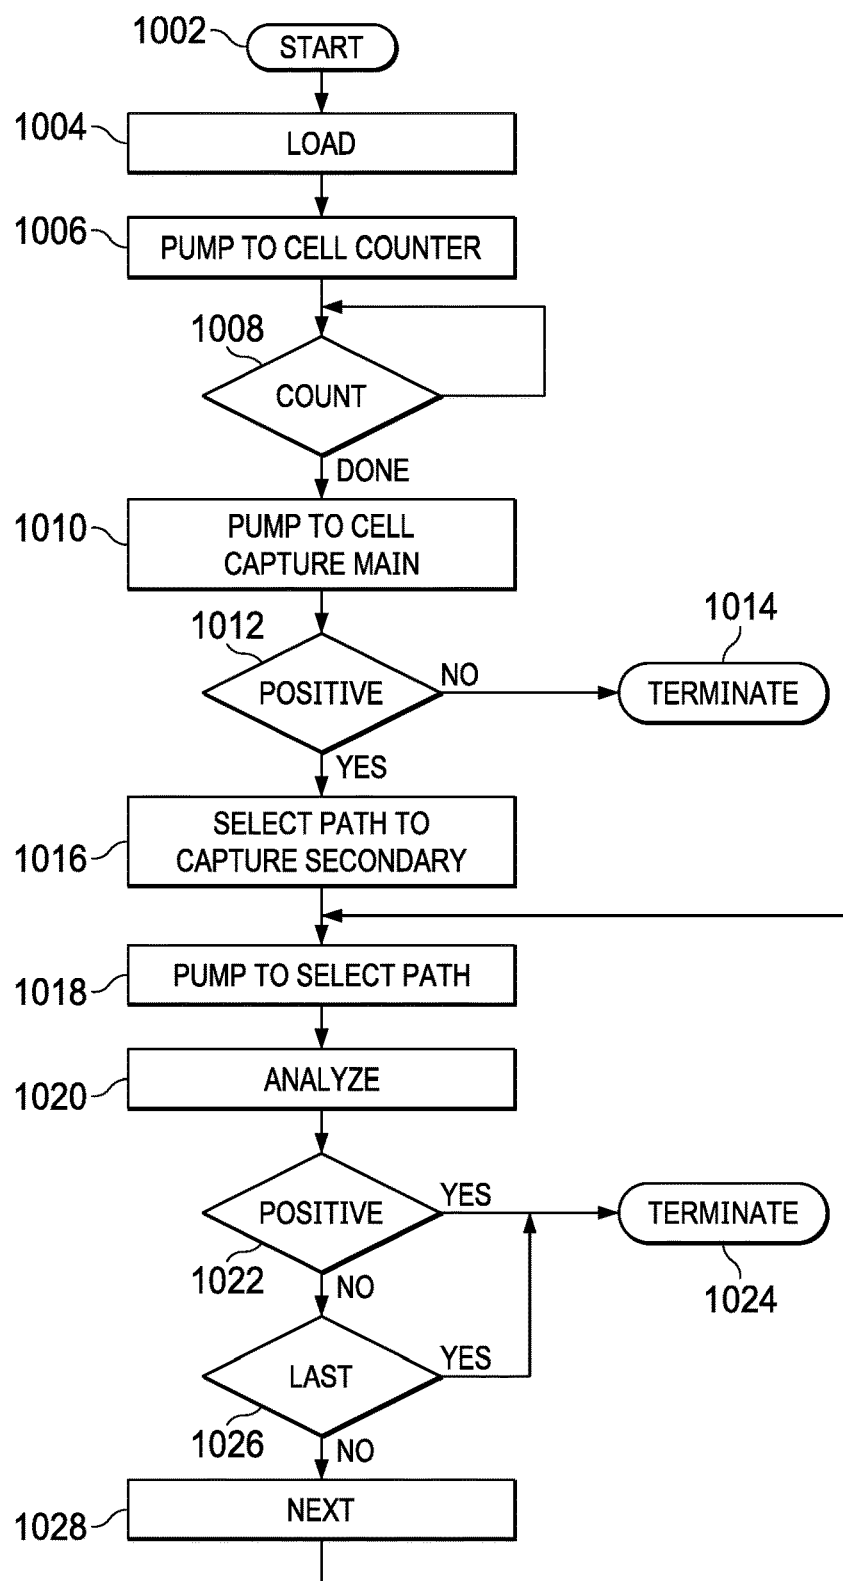 1002
START
1004
LOAD
1006
PUMP TO CELL COUNTER
1008
COUNT
DONE
1010
PUMP TO CELL
CAPTURE MAIN
1012
POSITIVE
NO
1014
TERMINATE
YES
1016
SELECT PATH TO
CAPTURE SECONDARY
1018
PUMP TO SELECT PATH
1020
ANALYZE
POSITIVE
YES
TERMINATE
1022
NO
1024
LAST
YES
1026
NO
1028
NEXT